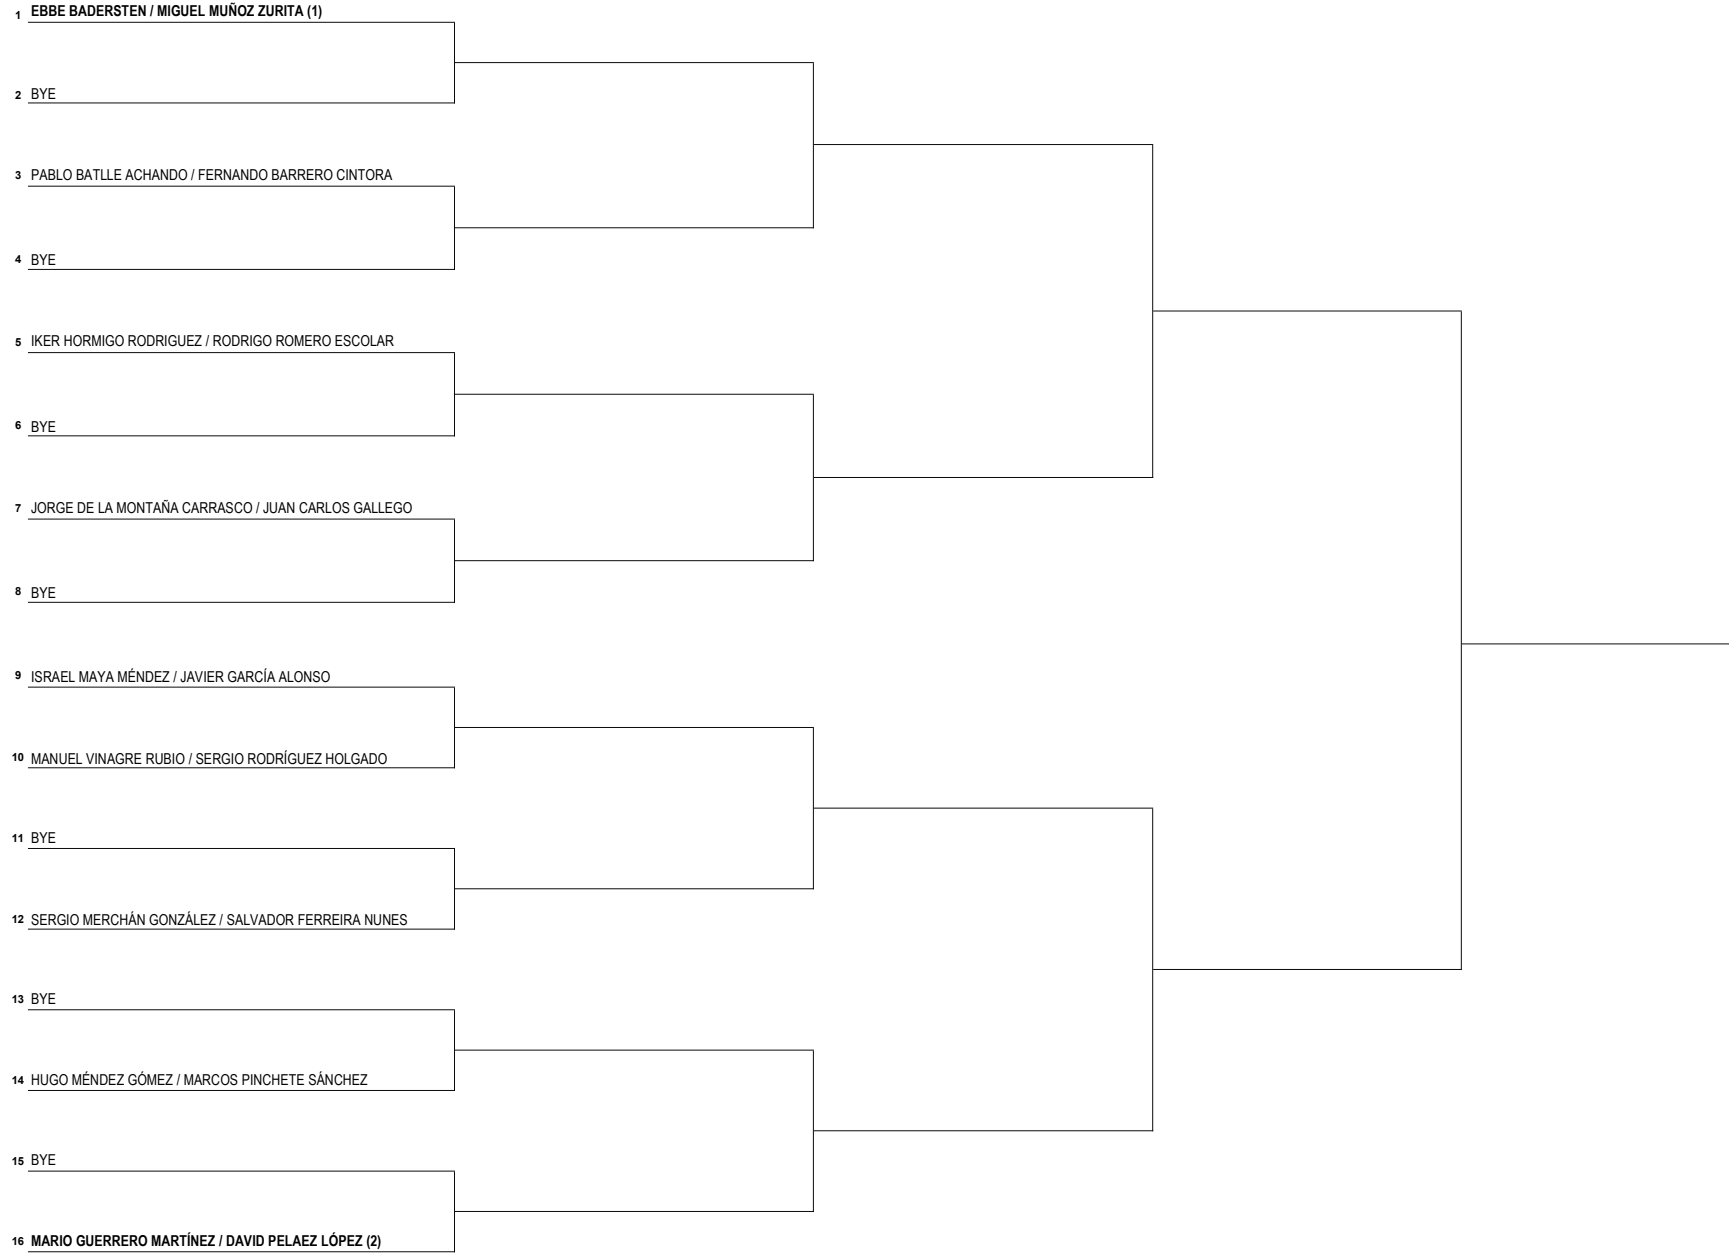 1 EBBE BADERSTEN / MIGUEL MUÑOZ ZURITA (1)
2 BYE
3 PABLO BATLLE ACHANDO / FERNANDO BARRERO CINTORA
4 BYE
5 IKER HORMIGO RODRIGUEZ / RODRIGO ROMERO ESCOLAR
6 BYE
7 JORGE DE LA MONTAÑA CARRASCO / JUAN CARLOS GALLEGO
8 BYE
9 ISRAEL MAYA MÉNDEZ / JAVIER GARCÍA ALONSO
10 MANUEL VINAGRE RUBIO / SERGIO RODRÍGUEZ HOLGADO
11 BYE
12 SERGIO MERCHÁN GONZÁLEZ / SALVADOR FERREIRA NUNES
13 BYE
14 HUGO MÉNDEZ GÓMEZ / MARCOS PINCHETE SÁNCHEZ
15 BYE
16 MARIO GUERRERO MARTÍNEZ / DAVID PELAEZ LÓPEZ (2)